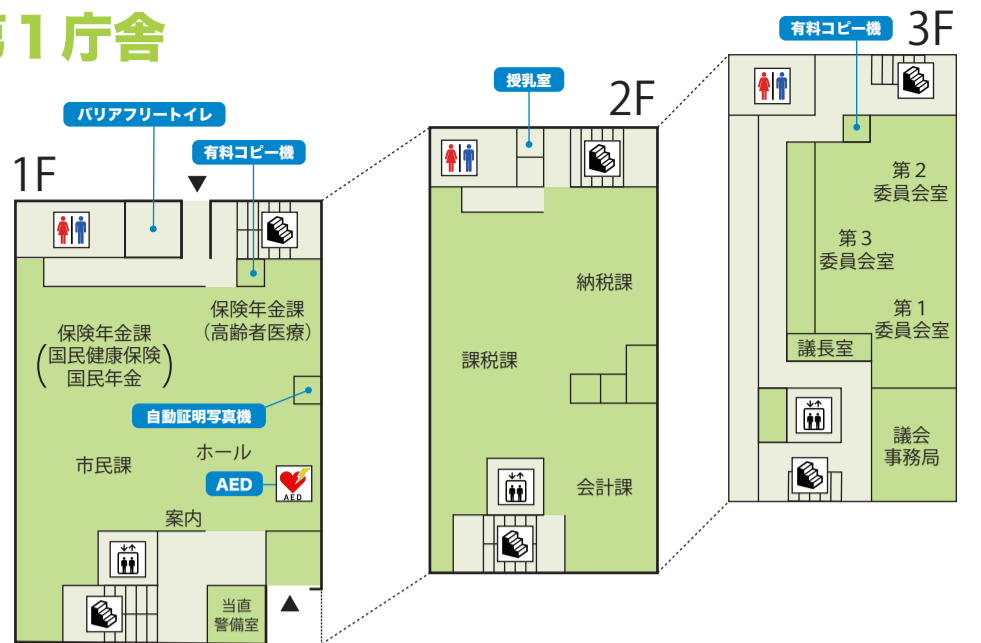 第1庁舎
1F
バリアフリートイレ
有料コピー機
▼
保険年金課
(国民健康保険
国民年金)
保険年金課
(高齢者医療)
自動証明写真機
市民課
ホール
AED
AED
案内
当直
警備室
▲
2F
授乳室
納税課
課税課
会計課
3F
有料コピー機
第2
委員会室
第3
委員会室
第1
委員会室
議長室
議会
事務局